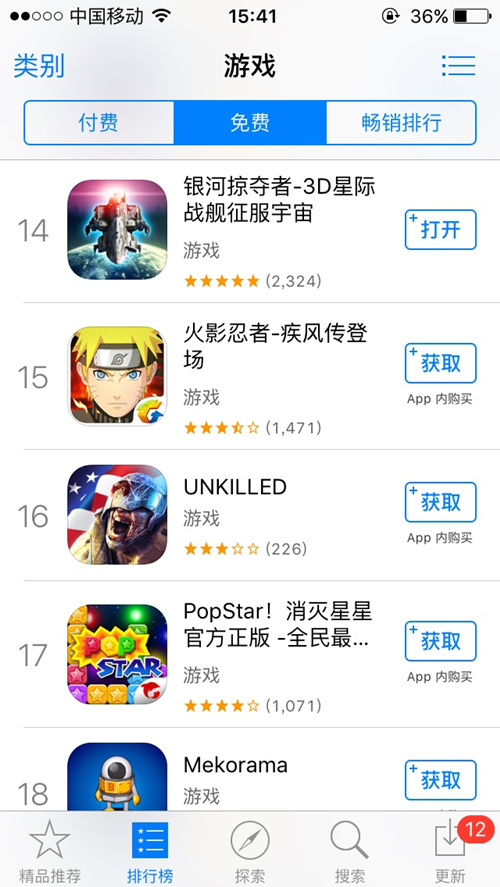 中国移动 15:41 36%
类别 游戏
付费 免费 畅销排行
14
银河掠夺者-3D星际
战舰征服宇宙
游戏
(2,324)
+打开
15
火影忍者-疾风传登
场
游戏
(1,471)
+获取
App 内购买
16
UNKILLED
游戏
(226)
+获取
App 内购买
17
POP
STAR
PopStar！消灭星星
官方正版 -全民最...
游戏
(1,071)
+获取
App 内购买
18
B
Mekorama
游戏
+获取
精品推荐 排行榜 探索 搜索 更新
12